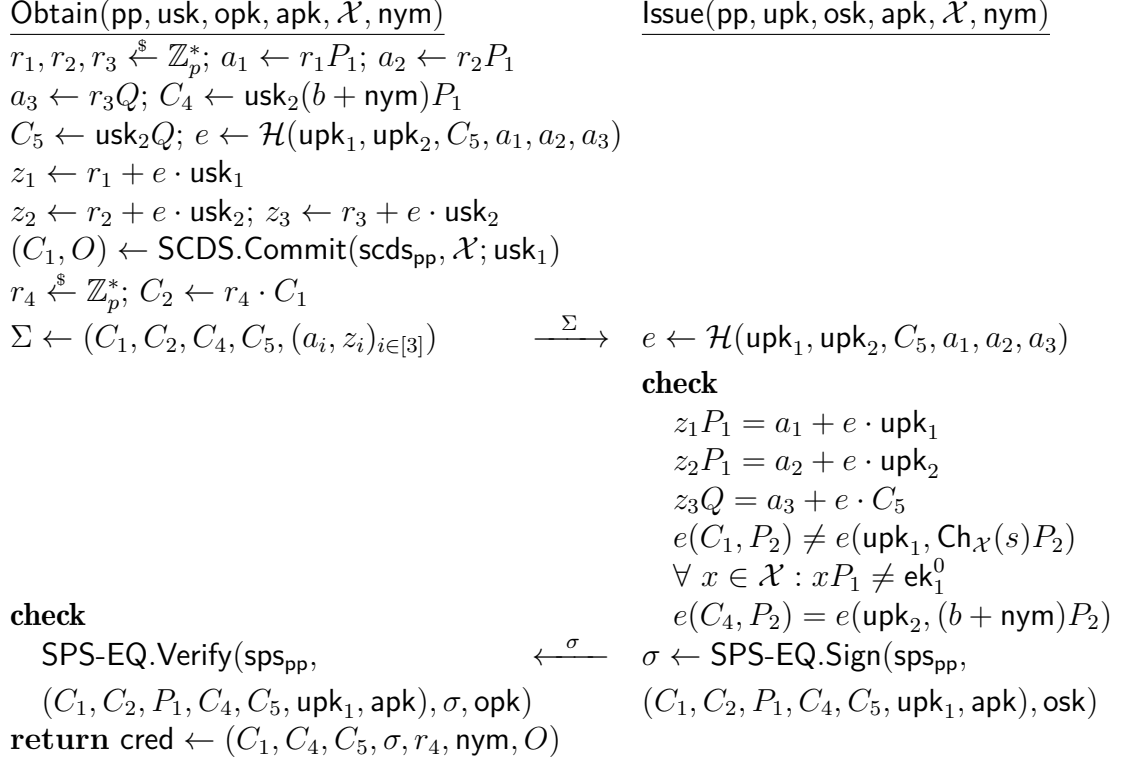 Obtain(pp, usk, opk, apk, 𝒳, nym) Issue(pp, upk, osk, apk, 𝒳, nym)
r₁, r₂, r₃ ←$ ℤ*ₚ; a₁ ← r₁P₁; a₂ ← r₂P₁
a₃ ← r₃Q; C₄ ← usk₂(b + nym)P₁
C₅ ← usk₂Q; e ← ℋ(upk₁, upk₂, C₅, a₁, a₂, a₃)
z₁ ← r₁ + e · usk₁
z₂ ← r₂ + e · usk₂; z₃ ← r₃ + e · usk₂
(C₁, O) ← SCDS.Commit(scds_pp, 𝒳; usk₁)
r₄ ←$ ℤ*ₚ; C₂ ← r₄ · C₁
Σ ← (C₁, C₂, C₄, C₅, (aᵢ, zᵢ)_{i∈[3]}) —Σ→ e ← ℋ(upk₁, upk₂, C₅, a₁, a₂, a₃)
check
z₁P₁ = a₁ + e · upk₁
z₂P₁ = a₂ + e · upk₂
z₃Q = a₃ + e · C₅
e(C₁, P₂) ≠ e(upk₁, Ch_𝒳(s)P₂)
∀ x ∈ 𝒳 : xP₁ ≠ ek₁⁰
check e(C₄, P₂) = e(upk₂, (b + nym)P₂)
SPS-EQ.Verify(sps_pp, ←σ— σ ← SPS-EQ.Sign(sps_pp,
(C₁, C₂, P₁, C₄, C₅, upk₁, apk), σ, opk) (C₁, C₂, P₁, C₄, C₅, upk₁, apk), osk)
return cred ← (C₁, C₄, C₅, σ, r₄, nym, O)